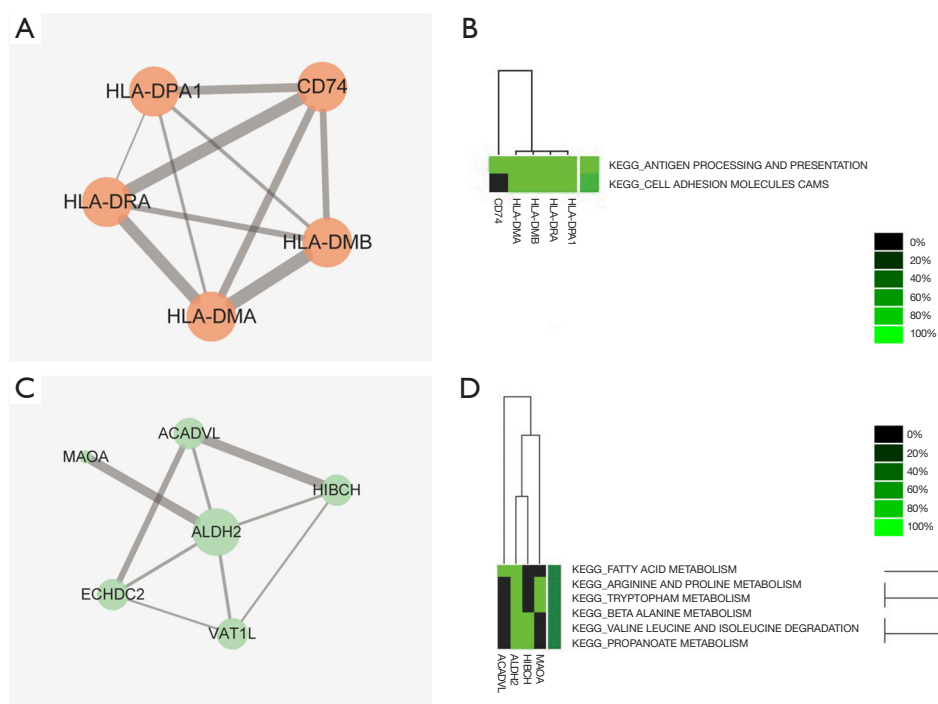 A
HLA-DPA1
CD74
HLA-DRA
HLA-DMB
HLA-DMA
B
KEGG_ANTIGEN PROCESSING AND PRESENTATION
KEGG_CELL ADHESION MOLECULES CAMS
CD74
HLA-DMA
HLA-DMB
HLA-DRA
HLA-DPA1
0%
20%
40%
60%
80%
100%
C
ACADVL
MAOA
HIBCH
ALDH2
ECHDC2
VAT1L
D
0%
20%
40%
60%
80%
100%
KEGG_FATTY ACID METABOLISM
KEGG_ARGININE AND PROLINE METABOLISM
KEGG_TRYPTOPHAM METABOLISM
KEGG_BETA ALANINE METABOLISM
KEGG_VALINE LEUCINE AND ISOLEUCINE DEGRADATION
KEGG_PROPANOATE METABOLISM
ACADVL
ALDH2
HIBCH
MAOA